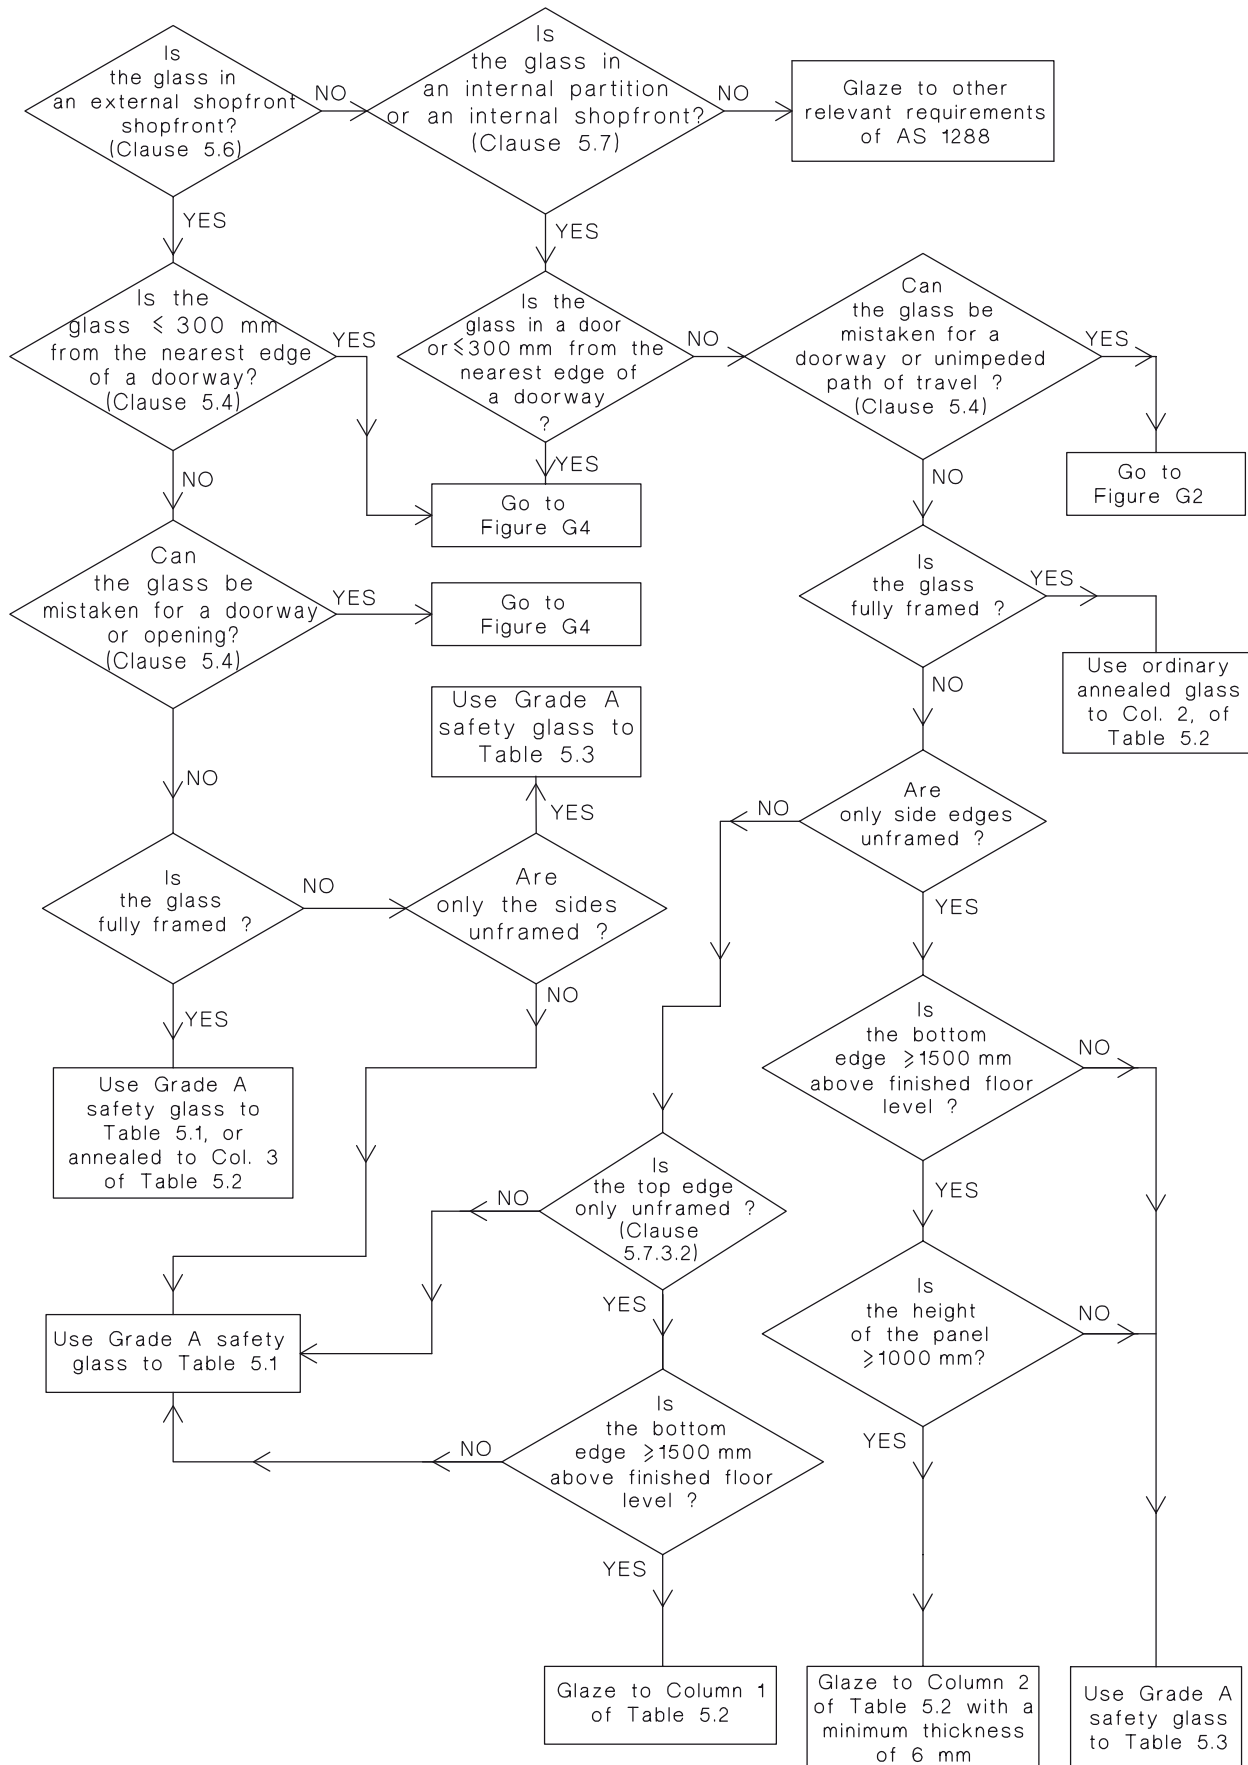 Is
the glass in
an external shopfront
shopfront?
(Clause 5.6)
NO
YES
Is
the glass in
an internal partition
or an internal shopfront?
(Clause 5.7)
NO
YES
Glaze to other
relevant requirements
of AS 1288
Is the
glass ⩽ 300 mm
from the nearest edge
of a doorway?
(Clause 5.4)
YES
NO
Is the
glass in a door
or ⩽300 mm from the
nearest edge of
a doorway
?
NO
YES
Can
the glass be
mistaken for a
doorway or unimpeded
path of travel ?
(Clause 5.4)
YES
NO
Go to
Figure G4
Go to
Figure G2
Can
the glass be
mistaken for a doorway
or opening?
(Clause 5.4)
YES
NO
Go to
Figure G4
Is
the glass
fully framed ?
YES
NO
Use ordinary
annealed glass
to Col. 2, of
Table 5.2
Use Grade A
safety glass to
Table 5.3
YES
Are
only side edges
unframed ?
NO
YES
Is
the glass
fully framed ?
NO
YES
Are
only the sides
unframed ?
NO
Use Grade A
safety glass to
Table 5.1, or
annealed to Col. 3
of Table 5.2
Is
the bottom
edge ⩾1500 mm
above finished floor
level ?
NO
YES
Is
the top edge
only unframed ?
(Clause
5.7.3.2)
NO
YES
Use Grade A safety
glass to Table 5.1
Is
the height
of the panel
⩾1000 mm?
NO
YES
Is
the bottom
edge ⩾1500 mm
above finished floor
level ?
NO
YES
Glaze to Column 1
of Table 5.2
Glaze to Column 2
of Table 5.2 with a
minimum thickness
of 6 mm
Use Grade A
safety glass
to Table 5.3